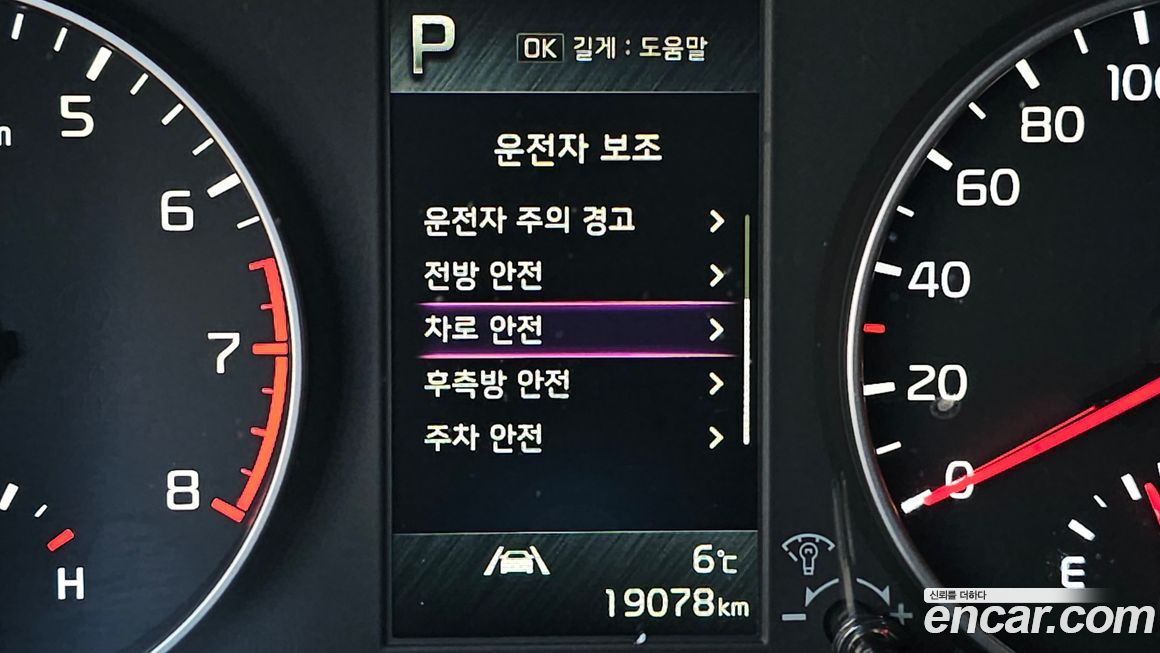 P
OK 길게 : 도움말
운전자 보조
운전자 주의 경고
전방 안전
차로 안전
후측방 안전
주차 안전
6℃
19078km
5
6
7
8
H
100
80
60
40
20
0
E
신뢰를 더하다
encar.com